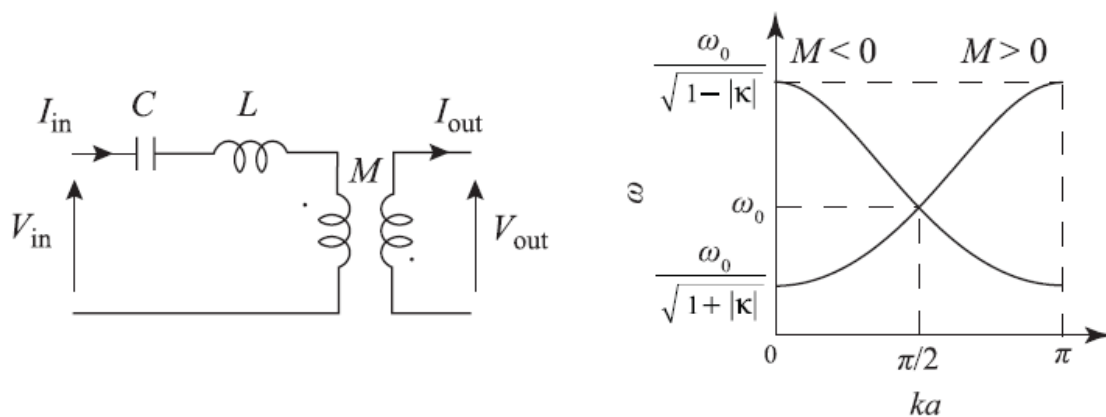 I_in C L I_out
M
V_in V_out
ω_0 / √(1−|κ|) M < 0 M > 0
ω
ω_0
ω_0 / √(1+|κ|)
0 π/2 π
ka